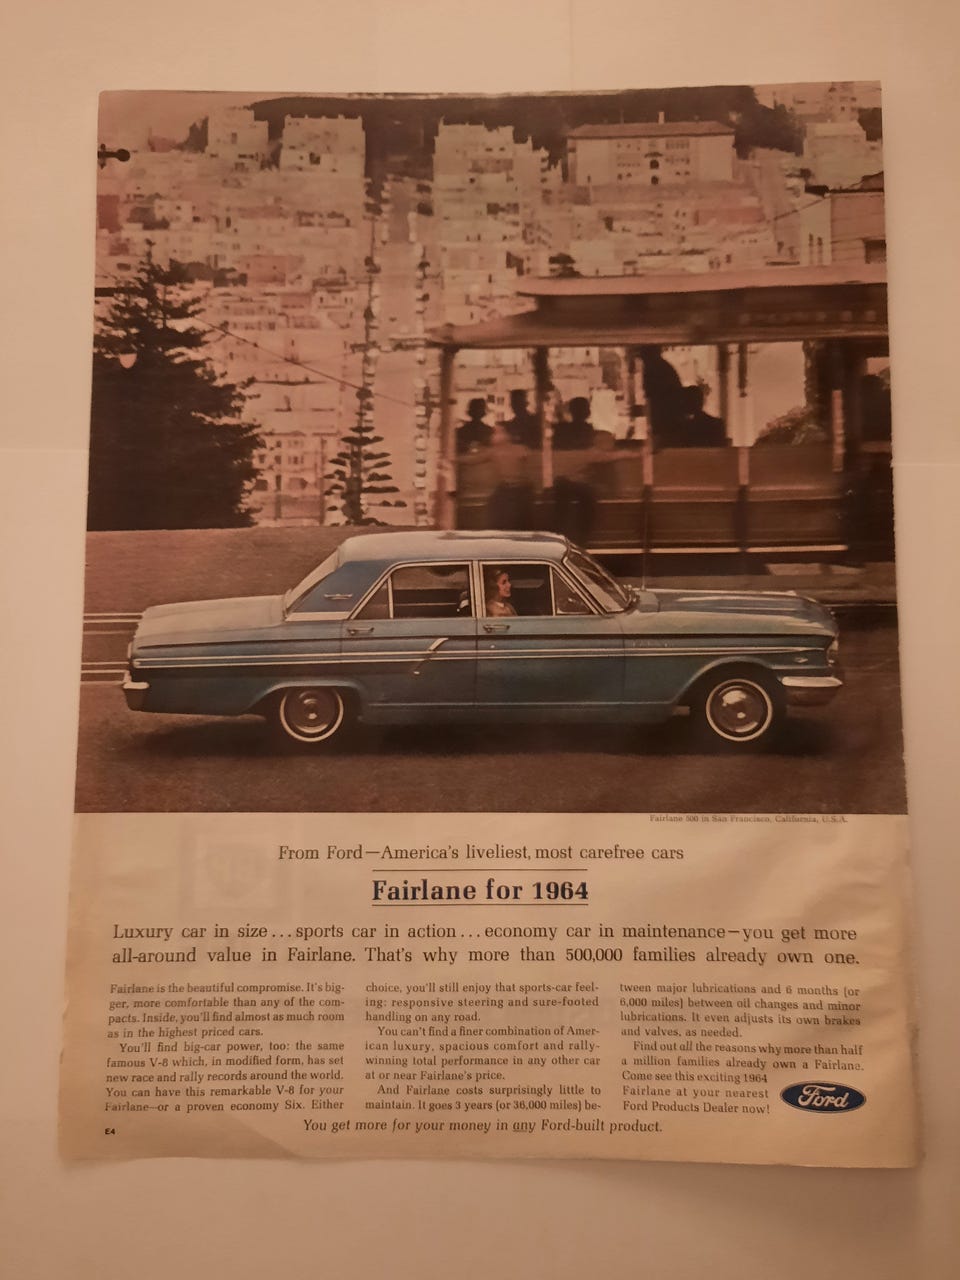 Fairlane 500 in San Francisco, California, U.S.A.
From Ford—America's liveliest, most carefree cars
Fairlane for 1964
Luxury car in size...sports car in action...economy car in maintenance—you get more
all-around value in Fairlane. That's why more than 500,000 families already own one.
Fairlane is the beautiful compromise. It's big-
ger, more comfortable than any of the com-
pacts. Inside, you'll find almost as much room
as in the highest priced cars.
You'll find big-car power, too: the same
famous V-8 which, in modified form, has set
new race and rally records around the world.
You can have this remarkable V-8 for your
Fairlane—or a proven economy Six. Either
choice, you'll still enjoy that sports-car feel-
ing: responsive steering and sure-footed
handling on any road.
You can't find a finer combination of Amer-
ican luxury, spacious comfort and rally-
winning total performance in any other car
at or near Fairlane's price.
And Fairlane costs surprisingly little to
maintain. It goes 3 years (or 36,000 miles) be-
tween major lubrications and 6 months (or
6,000 miles) between oil changes and minor
lubrications. It even adjusts its own brakes
and valves, as needed.
Find out all the reasons why more than half
a million families already own a Fairlane.
Come see this exciting 1964
Fairlane at your nearest
Ford Products Dealer now!
Ford
You get more for your money in any Ford-built product.
E4